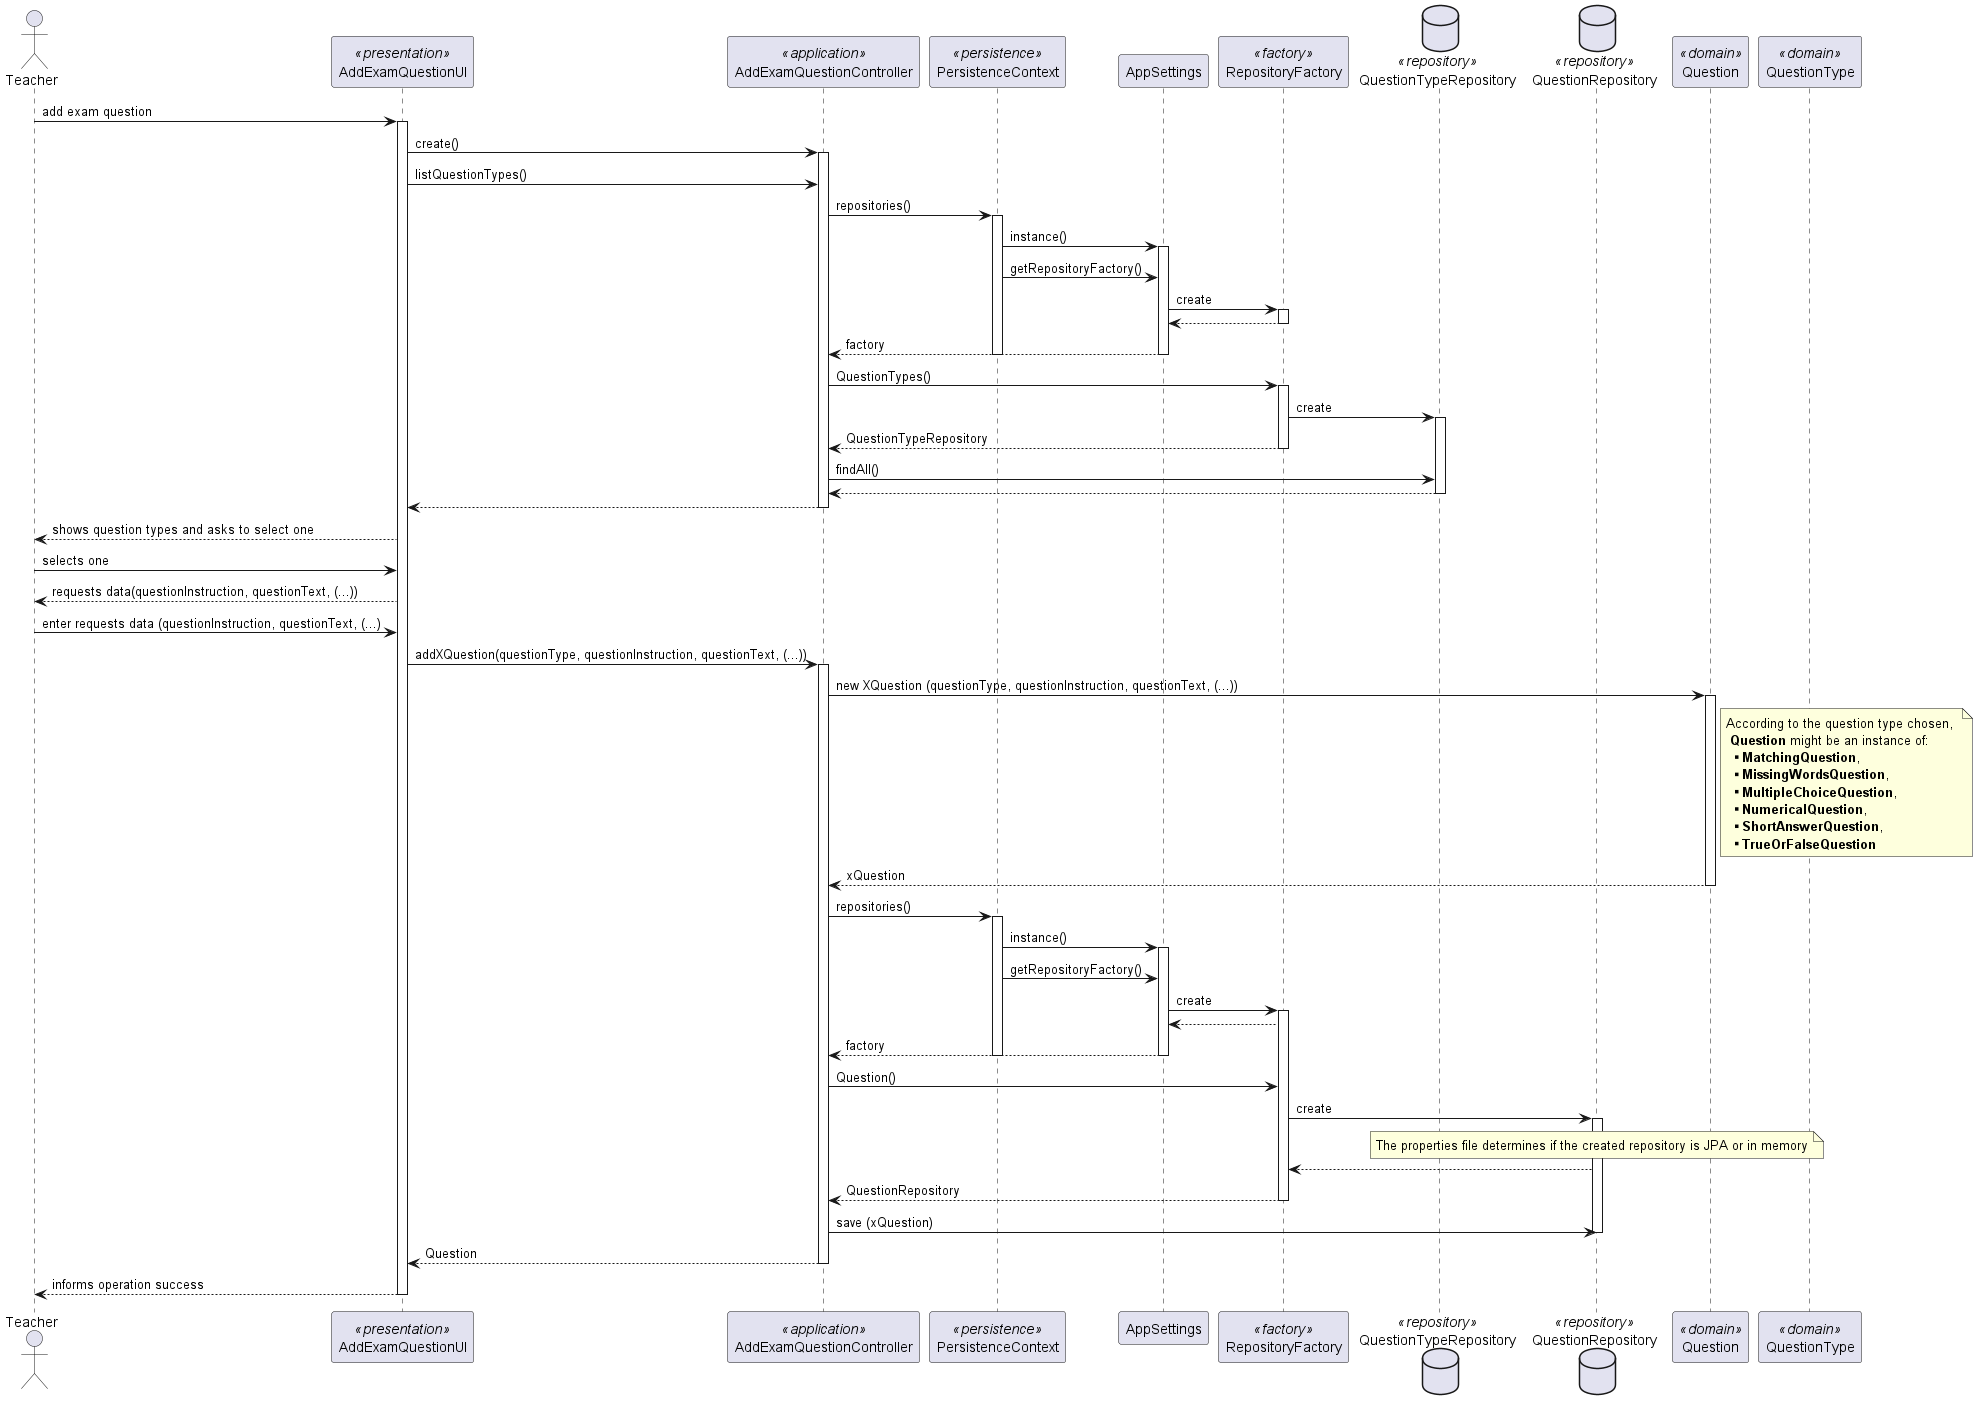 «presentation»
«application»
«persistence»
«factory»
«repository»
«repository»
«domain»
«domain»
Teacher
AddExamQuestionUI
AddExamQuestionController
PersistenceContext
AppSettings
RepositoryFactory
QuestionTypeRepository
QuestionRepository
Question
QuestionType
add exam question
create()
listQuestionTypes()
repositories()
instance()
getRepositoryFactory()
create
factory
QuestionTypes()
create
QuestionTypeRepository
findAll()
shows question types and asks to select one
selects one
requests data(questionInstruction, questionText, (...))
enter requests data (questionInstruction, questionText, (...)
addXQuestion(questionType, questionInstruction, questionText, (...))
new XQuestion (questionType, questionInstruction, questionText, (...))
According to the question type chosen,
Question might be an instance of:
▪ MatchingQuestion,
▪ MissingWordsQuestion,
▪ MultipleChoiceQuestion,
▪ NumericalQuestion,
▪ ShortAnswerQuestion,
▪ TrueOrFalseQuestion
xQuestion
repositories()
instance()
getRepositoryFactory()
create
factory
Question()
create
The properties file determines if the created repository is JPA or in memory
QuestionRepository
save (xQuestion)
Question
informs operation success
Teacher
«presentation»
«application»
«persistence»
AppSettings
«factory»
«repository»
«repository»
«domain»
«domain»
AddExamQuestionUI
AddExamQuestionController
PersistenceContext
RepositoryFactory
QuestionTypeRepository
QuestionRepository
Question
QuestionType